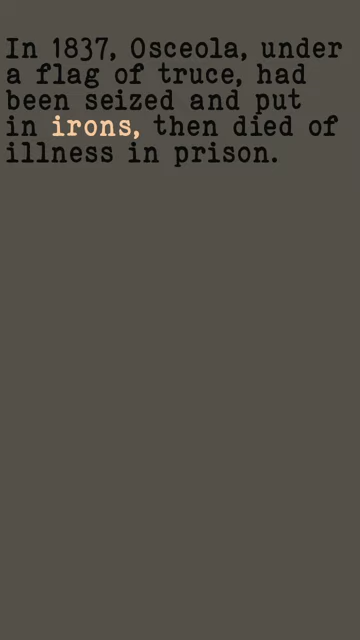 In 1837, Osceola, under
a flag of truce, had
been seized and put
in irons, then died of
illness in prison.